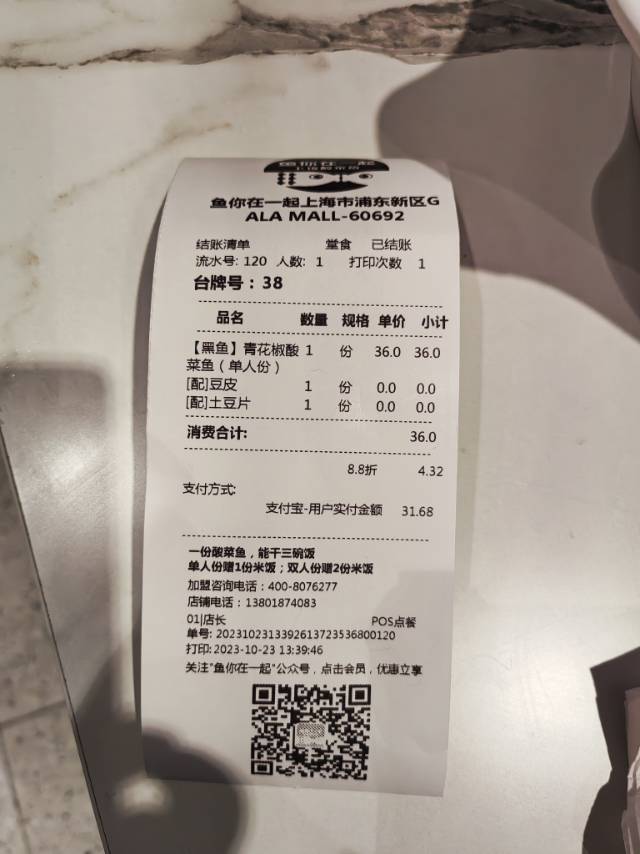 鱼你在一起
鱼你在一起上海市浦东新区G
ALA MALL-60692
结账清单 堂食 已结账
流水号: 120 人数: 1 打印次数 1
台牌号: 38
品名 数量 规格 单价 小计
【黑鱼】青花椒酸 1 份 36.0 36.0
菜鱼（单人份）
[配]豆皮 1 份 0.0 0.0
[配]土豆片 1 份 0.0 0.0
消费合计: 36.0
8.8折 4.32
支付方式:
支付宝-用户实付金额 31.68
一份酸菜鱼，能干三碗饭
单人份赠1份米饭；双人份赠2份米饭
加盟咨询电话：400-8076277
店铺电话：13801874083
01|店长 POS点餐
单号: 2023102313392613723536800120
打印: 2023-10-23 13:39:46
关注"鱼你在一起"公众号，点击会员，优惠立享